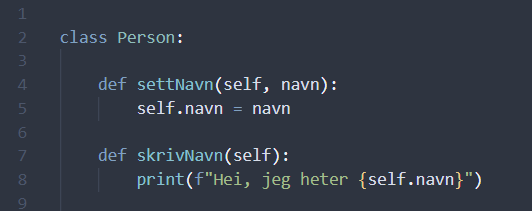 1
2 class Person:
3
4     def settNavn(self, navn):
5         self.navn = navn
6
7     def skrivNavn(self):
8         print(f"Hei, jeg heter {self.navn}")
9